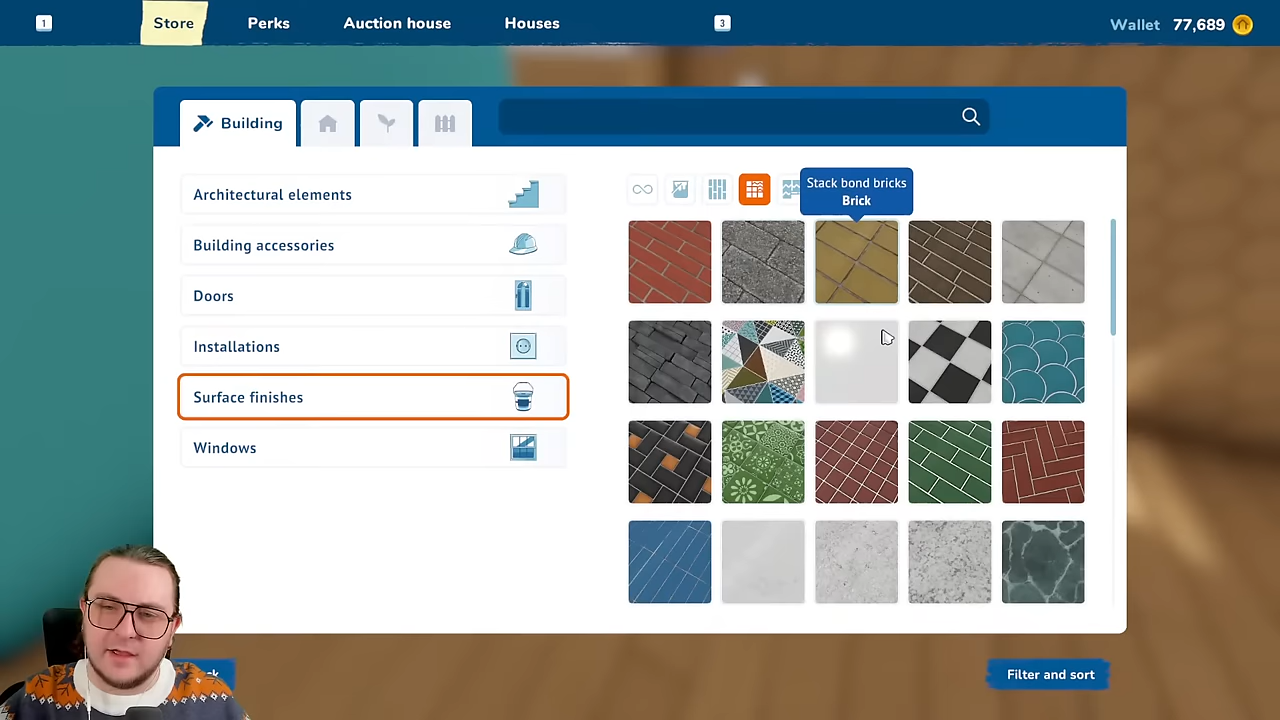 1
Store
Perks
Auction house
Houses
3
Wallet 77,689
Building
Architectural elements
Building accessories
Doors
Installations
Surface finishes
Windows
Stack bond bricks
Brick
Filter and sort